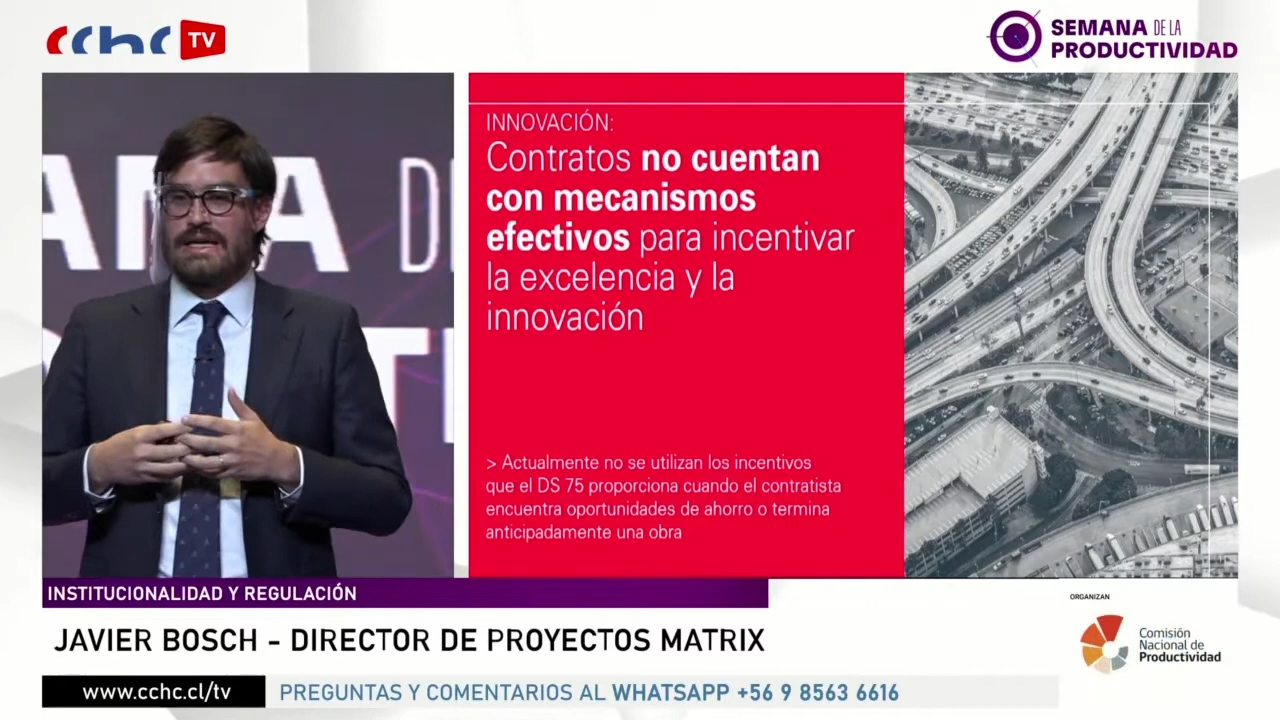 cchc TV
SEMANA DE LA
PRODUCTIVIDAD
INNOVACIÓN:
Contratos no cuentan
con mecanismos
efectivos para incentivar
la excelencia y la
innovación
> Actualmente no se utilizan los incentivos
que el DS 75 proporciona cuando el contratista
encuentra oportunidades de ahorro o termina
anticipadamente una obra
INSTITUCIONALIDAD Y REGULACIÓN
JAVIER BOSCH - DIRECTOR DE PROYECTOS MATRIX
ORGANIZAN
Comisión
Nacional de
Productividad
www.cchc.cl/tv
PREGUNTAS Y COMENTARIOS AL WHATSAPP +56 9 8563 6616